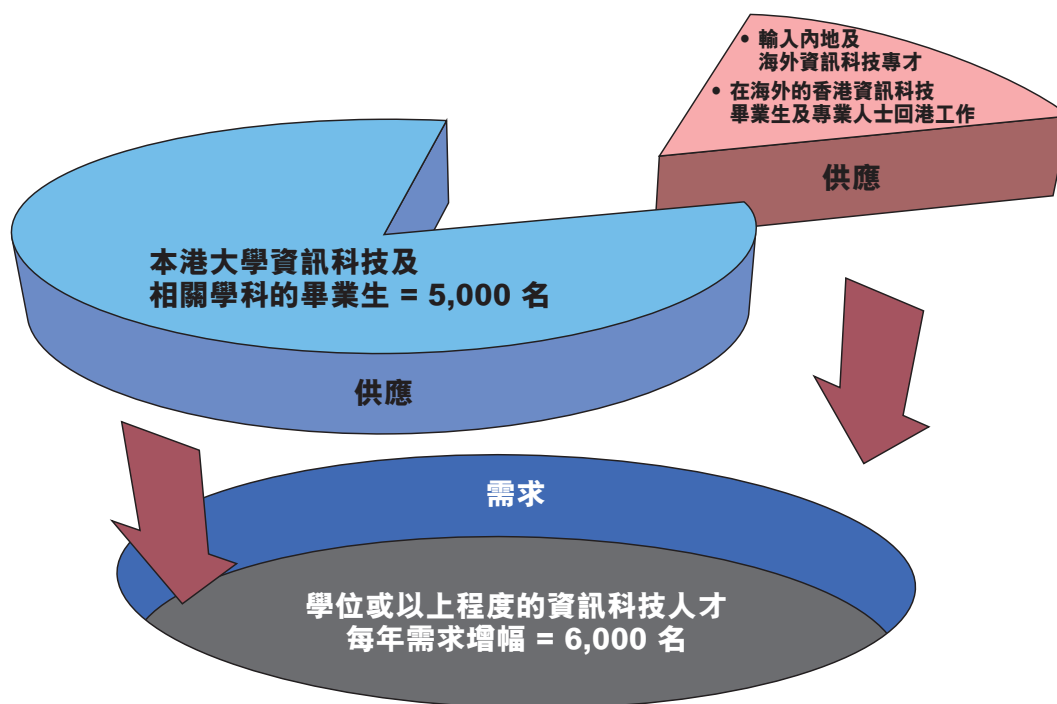 • 輸入內地及
海外資訊科技專才
• 在海外的香港資訊科技
畢業生及專業人士回港工作
供應
本港大學資訊科技及
相關學科的畢業生 = 5,000 名
供應
需求
學位或以上程度的資訊科技人才
每年需求增幅 = 6,000 名